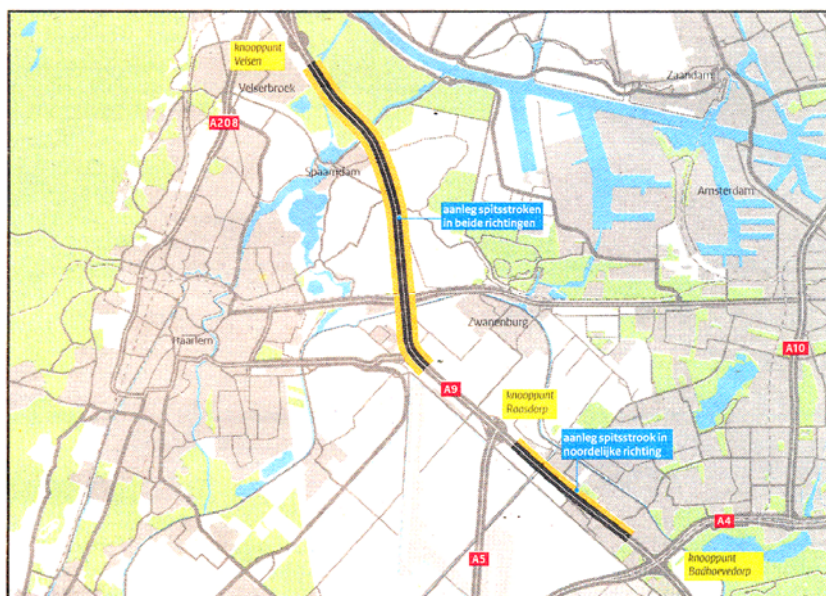 knooppunt
Velsen
Velserbroek
Zaandam
A208
Spaarndam
Amsterdam
aanleg spitsstroken
in beide richtingen
Zwanenburg
Haarlem
A10
A9
knooppunt
Raasdorp
aanleg spitsstrook in
noordelijke richting
A4
A5
knooppunt
Badhoevedorp